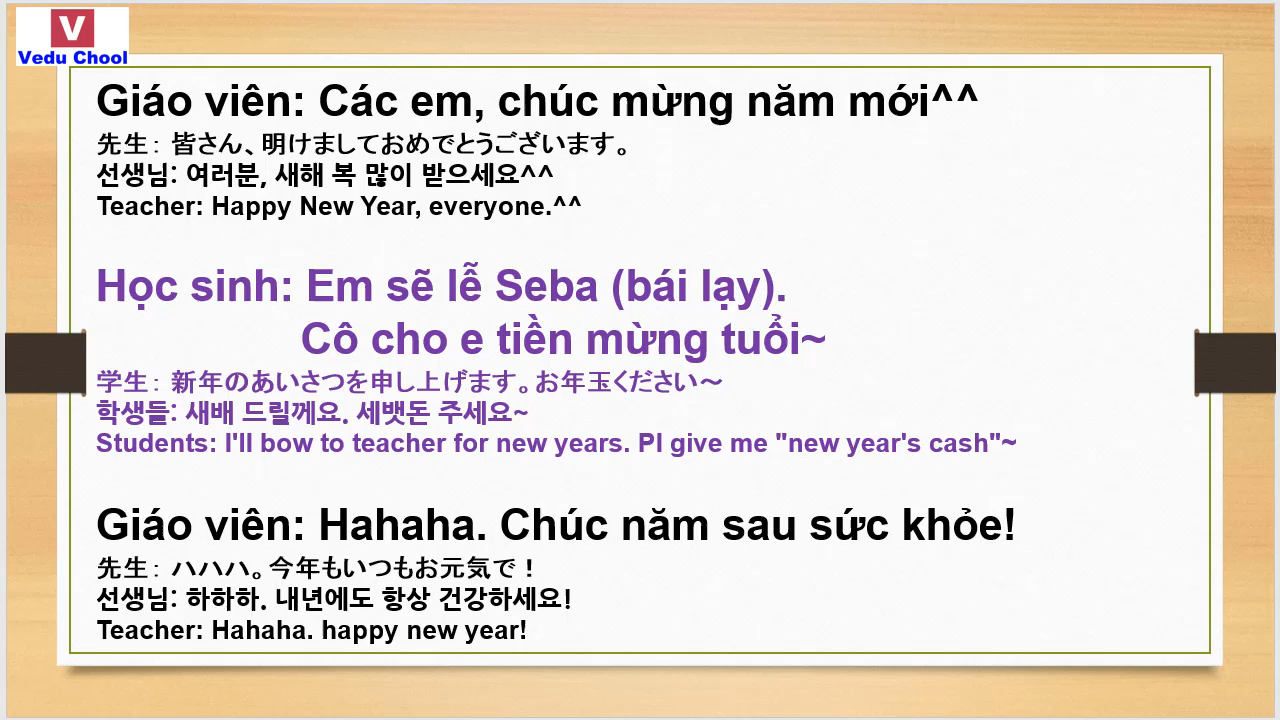 V
Vedu Chool
Giáo viên: Các em, chúc mừng năm mới^^
先生： 皆さん、明けましておめでとうございます。
선생님: 여러분, 새해 복 많이 받으세요^^
Teacher: Happy New Year, everyone.^^
Học sinh: Em sẽ lễ Seba (bái lạy).
Cô cho e tiền mừng tuổi~
学生： 新年のあいさつを申し上げます。お年玉ください～
학생들: 새배 드릴께요. 세뱃돈 주세요~
Students: I'll bow to teacher for new years. Pl give me "new year's cash"~
Giáo viên: Hahaha. Chúc năm sau sức khỏe!
先生： ハハハ。今年もいつもお元気で！
선생님: 하하하. 내년에도 항상 건강하세요!
Teacher: Hahaha. happy new year!